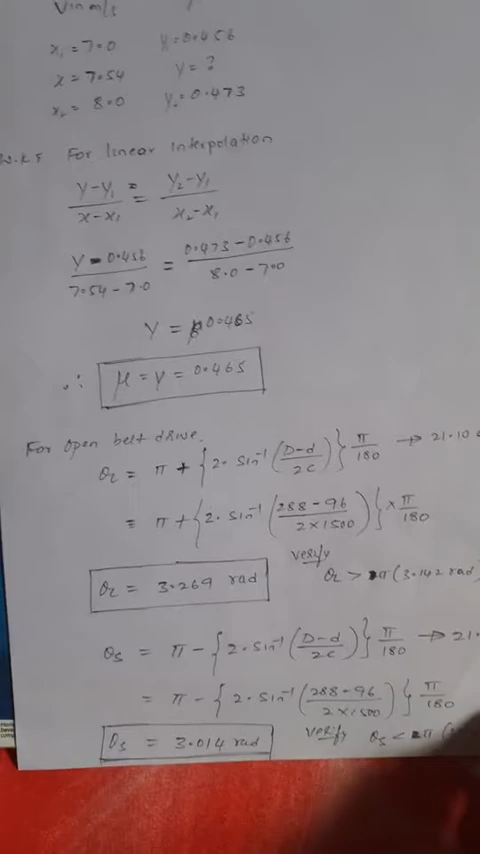 V in m/s
x₁ = 7.0 y₁ = 0.456
x = 7.54 y = ?
x₂ = 8.0 y₂ = 0.473
W.K.T For linear interpolation
(y - y₁)/(x - x₁) = (y₂ - y₁)/(x₂ - x₁)
(y - 0.456)/(7.54 - 7.0) = (0.473 - 0.456)/(8.0 - 7.0)
y = 0.465
∴ μ = y = 0.465
For open belt drive,
θL = π + {2. sin⁻¹ ((D-d)/2C)} π/180 → 21.10
= π + {2. sin⁻¹ ((288 - 96)/(2×1500))} × π/180
verify
θL = 3.269 rad θL > π (3.142 rad)
θs = π - {2. sin⁻¹ ((D-d)/2C)} π/180 → 21.
= π - {2. sin⁻¹ ((288 - 96)/(2×1500))} π/180
θs = 3.014 rad verify θs < π (